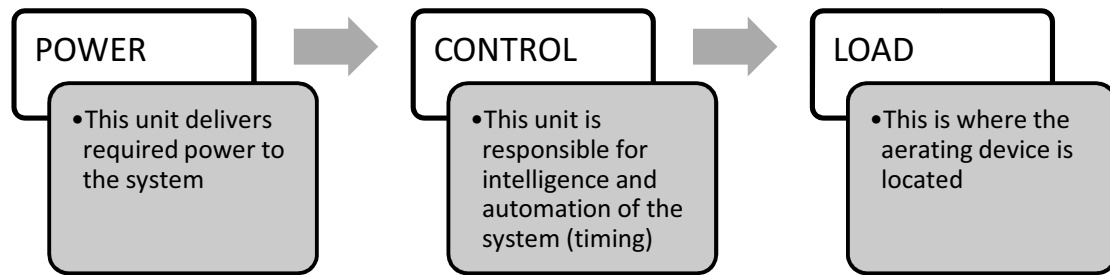 POWER
•This unit delivers
required power to
the system
CONTROL
•This unit is
responsible for
intelligence and
automation of the
system (timing)
LOAD
•This is where the
aerating device is
located